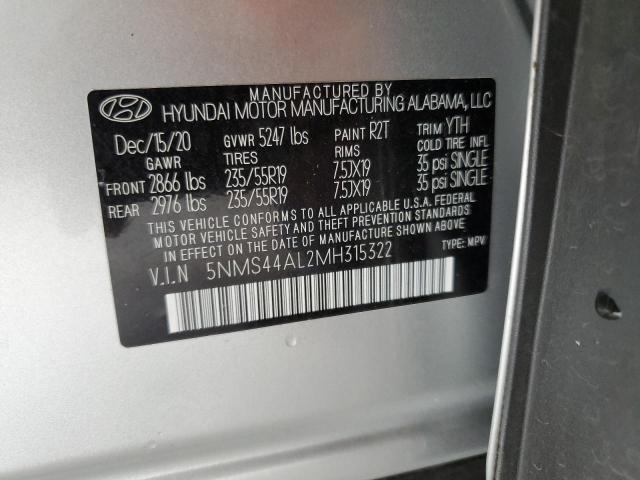 MANUFACTURED BY
HYUNDAI MOTOR MANUFACTURING ALABAMA, LLC
Dec/15/20 GVWR 5247 lbs PAINT R2T TRIM YTH
GAWR TIRES RIMS COLD TIRE INFL
FRONT 2866 lbs 235/55R19 7.5JX19 35 psi SINGLE
REAR 2976 lbs 235/55R19 7.5JX19 35 psi SINGLE
THIS VEHICLE CONFORMS TO ALL APPLICABLE U.S.A. FEDERAL
MOTOR VEHICLE SAFETY STANDARDS IN EFFECT ON
THE DATE OF MANUFACTURE SHOWN ABOVE.
V.I.N 5NMS44AL2MH315322 TYPE: MPV